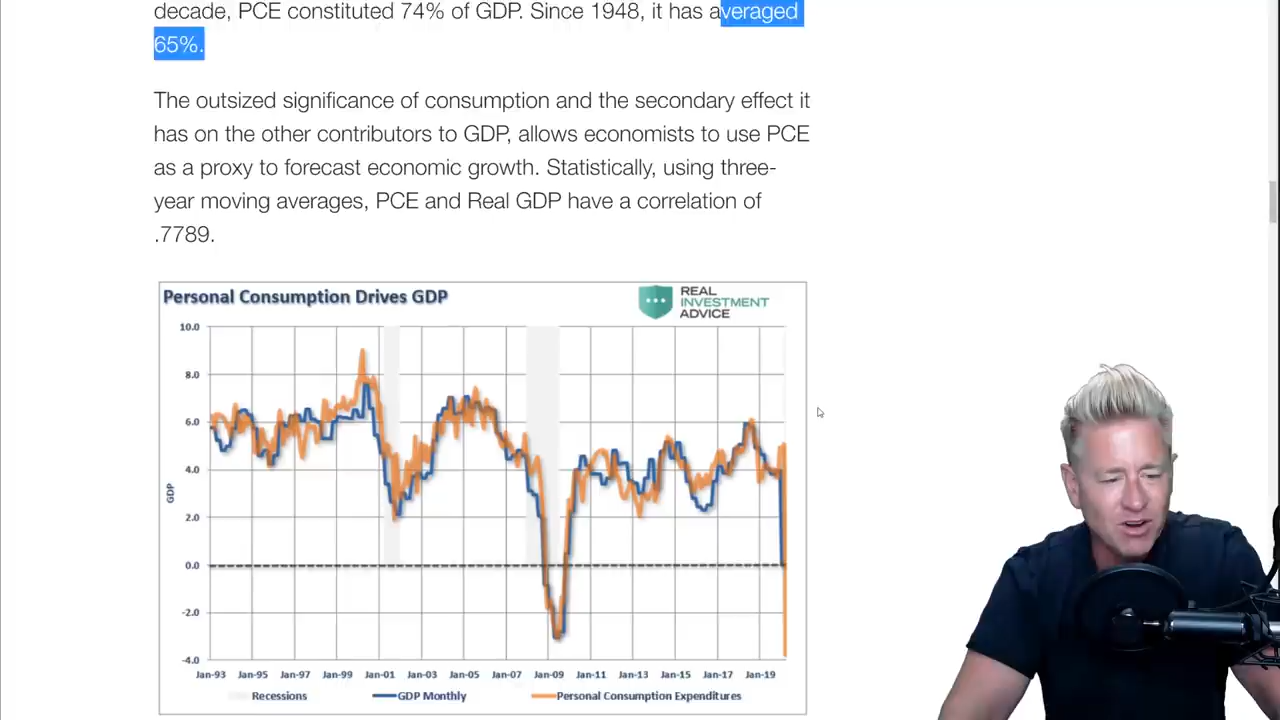 decade, PCE constituted 74% of GDP. Since 1948, it has averaged
65%.
The outsized significance of consumption and the secondary effect it
has on the other contributors to GDP, allows economists to use PCE
as a proxy to forecast economic growth. Statistically, using three-
year moving averages, PCE and Real GDP have a correlation of
.7789.
Personal Consumption Drives GDP
REAL
INVESTMENT
ADVICE
10.0
8.0
6.0
4.0
2.0
0.0
-2.0
-4.0
GDP
Jan-93 Jan-95 Jan-97 Jan-99 Jan-01 Jan-03 Jan-05 Jan-07 Jan-09 Jan-11 Jan-13 Jan-15 Jan-17 Jan-19
Recessions GDP Monthly Personal Consumption Expenditures